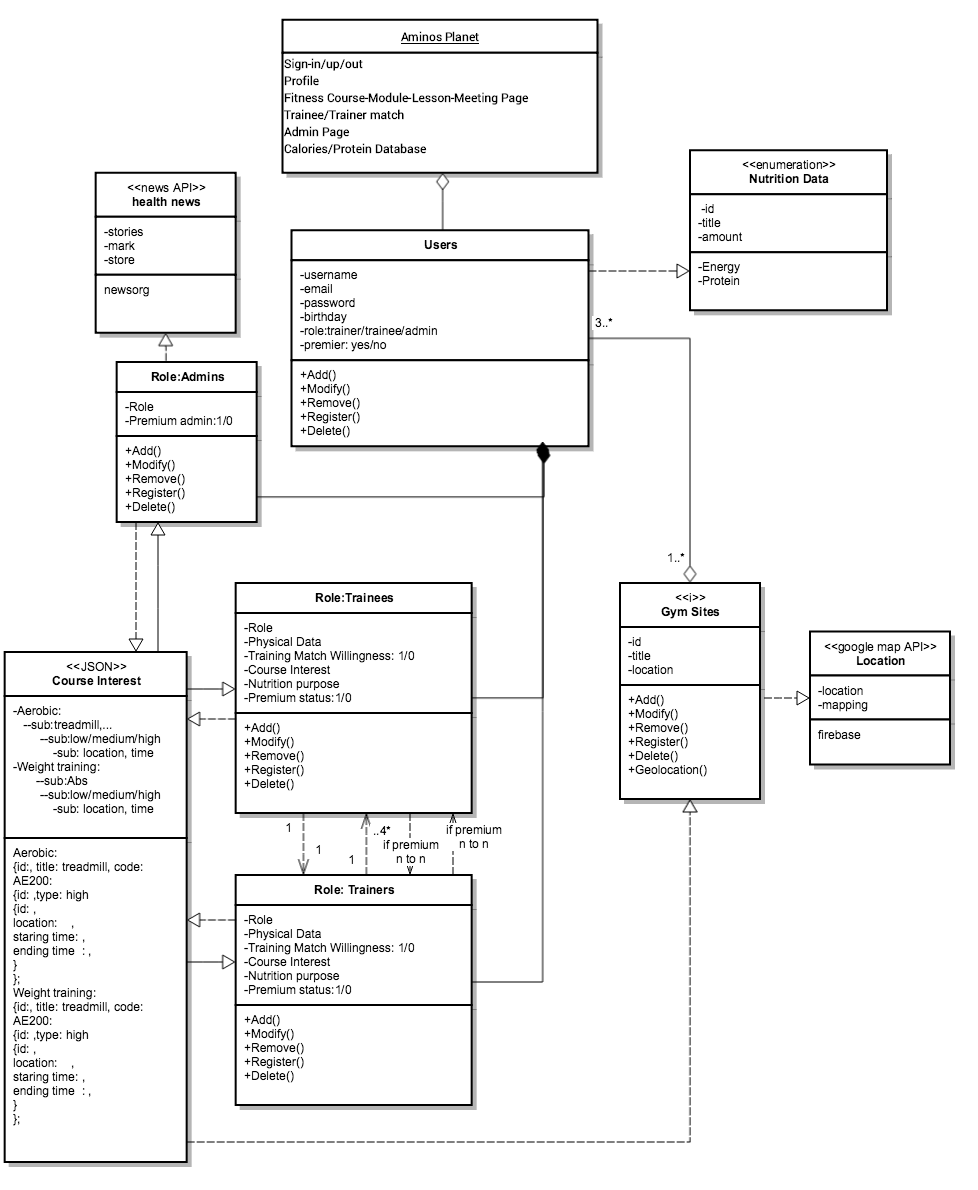 Aminos Planet
Sign-in/up/out
Profile
Fitness Course-Module-Lesson-Meeting Page
Trainee/Trainer match
Admin Page
Calories/Protein Database
<<news API>>
health news
-stories
-mark
-store
newsorg
<<enumeration>>
Nutrition Data
-id
-title
-amount
-Energy
-Protein
Users
-username
-email
-password
-birthday
-role:trainer/trainee/admin
-premier: yes/no
+Add()
+Modify()
+Remove()
+Register()
+Delete()
3..*
Role:Admins
-Role
-Premium admin:1/0
+Add()
+Modify()
+Remove()
+Register()
+Delete()
1..*
Role:Trainees
-Role
-Physical Data
-Training Match Willingness: 1/0
-Course Interest
-Nutrition purpose
-Premium status:1/0
+Add()
+Modify()
+Remove()
+Register()
+Delete()
<<i>>
Gym Sites
-id
-title
-location
+Add()
+Modify()
+Remove()
+Register()
+Delete()
+Geolocation()
<<google map API>>
Location
-location
-mapping
firebase
<<JSON>>
Course Interest
-Aerobic:
--sub:treadmill,...
--sub:low/medium/high
-sub: location, time
-Weight training:
--sub:Abs
--sub:low/medium/high
-sub: location, time
Aerobic:
{id:, title: treadmill, code:
AE200:
{id: ,type: high
{id: ,
location:    ,
staring time: ,
ending time  : ,
}
};
Weight training:
{id:, title: treadmill, code:
AE200:
{id: ,type: high
{id: ,
location:    ,
staring time: ,
ending time  : ,
}
};
1
1
..4*
1
if premium
n to n
if premium
n to n
Role: Trainers
-Role
-Physical Data
-Training Match Willingness: 1/0
-Course Interest
-Nutrition purpose
-Premium status:1/0
+Add()
+Modify()
+Remove()
+Register()
+Delete()